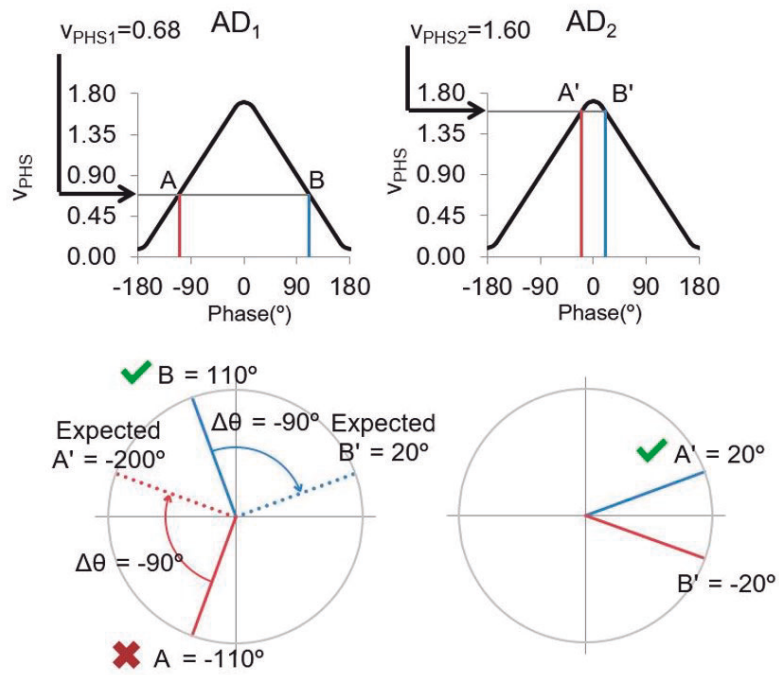 vPHS1=0.68 AD1
1.80
1.35
0.90
0.45
0.00
vPHS
A B
-180 -90 0 90 180
Phase(º)
vPHS2=1.60 AD2
1.80
1.35
0.90
0.45
0.00
vPHS
A' B'
-180 -90 0 90 180
Phase(º)
B = 110º
Δθ = -90º
Expected
A' = -200º
Expected
B' = 20º
Δθ = -90º
A = -110º
A' = 20º
B' = -20º